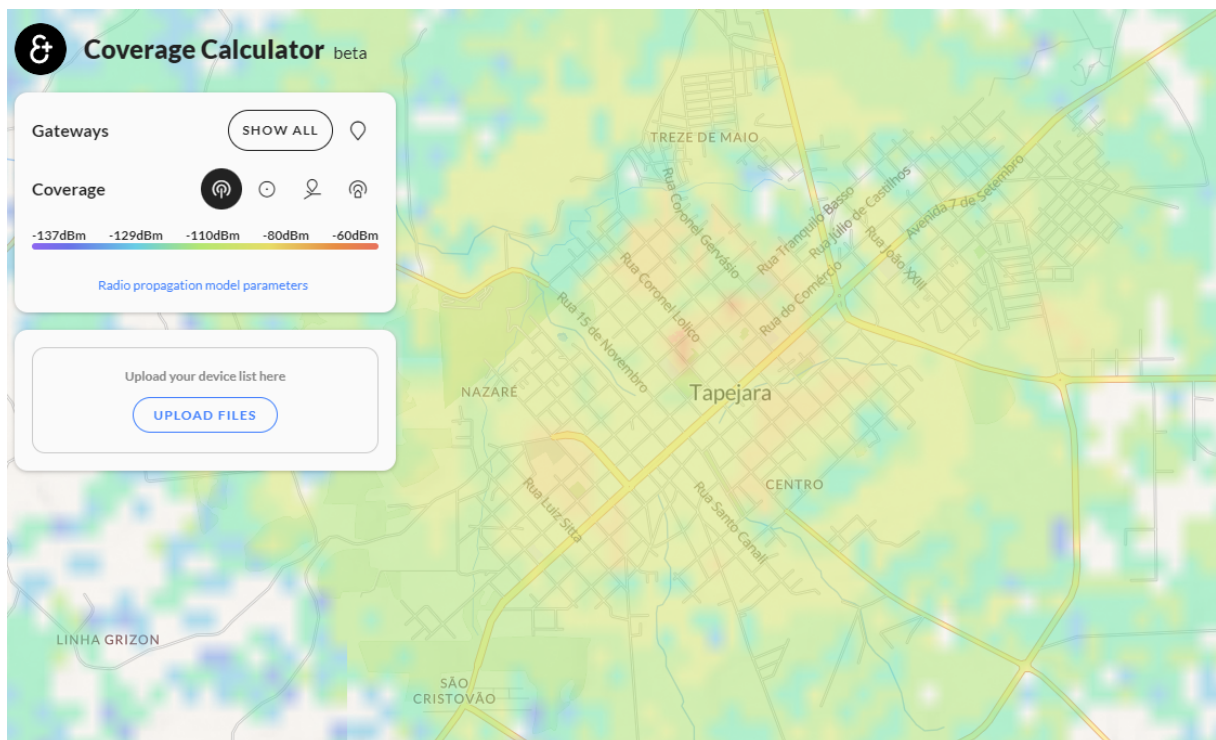 Coverage Calculator beta
Gateways
SHOW ALL
Coverage
-137dBm -129dBm -110dBm -80dBm -60dBm
Radio propagation model parameters
Upload your device list here
UPLOAD FILES
TREZE DE MAIO
Rua Coronel Gervásio
Rua Tranquilo Basso
Rua Júlio de Castilhos
Avenida 7 de Setembro
Rua João XXIII
Rua Coronel Lolico
Rua do Comércio
Rua 15 de Novembro
NAZARÉ
Tapejara
Rua Luiz Sitta
CENTRO
Rua Santo Canali
LINHA GRIZON
SÃO
CRISTOVÃO